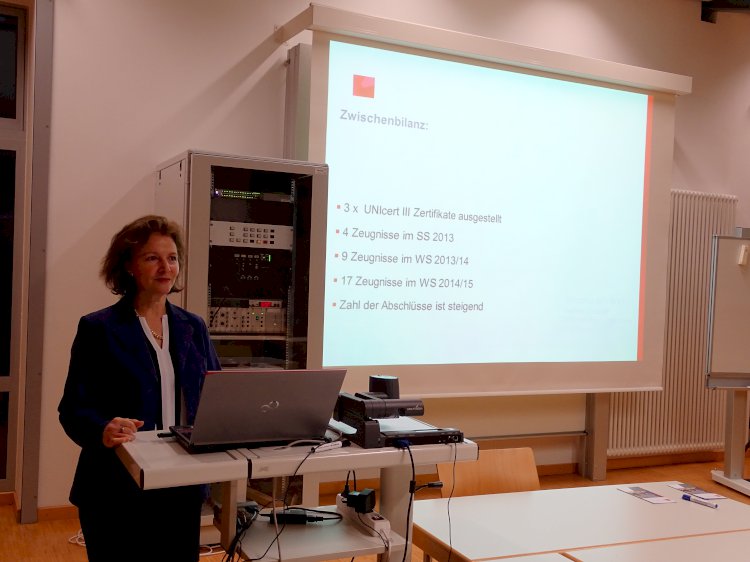 Zwischenbilanz:
3 x UNIcert III Zertifikate ausgestellt
4 Zeugnisse im SS 2013
9 Zeugnisse im WS 2013/14
17 Zeugnisse im WS 2014/15
Zahl der Abschlüsse ist steigend